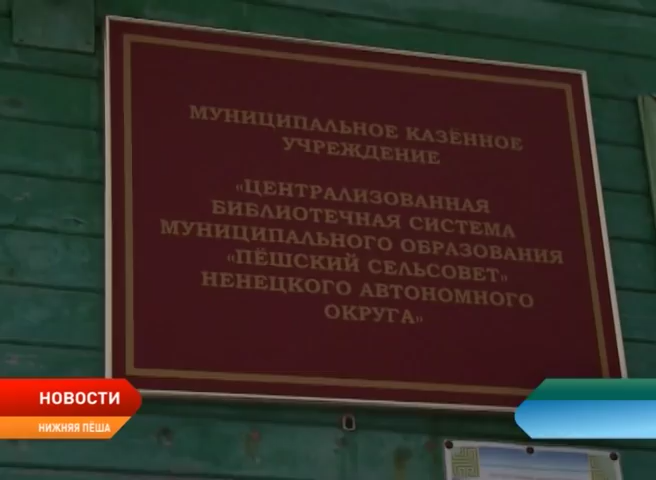 МУНИЦИПАЛЬНОЕ КАЗЁННОЕ
УЧРЕЖДЕНИЕ
«ЦЕНТРАЛИЗОВАННАЯ
БИБЛИОТЕЧНАЯ СИСТЕМА
МУНИЦИПАЛЬНОГО ОБРАЗОВАНИЯ
«ПЁШСКИЙ СЕЛЬСОВЕТ»
НЕНЕЦКОГО АВТОНОМНОГО
ОКРУГА»
НОВОСТИ
НИЖНЯЯ ПЁША